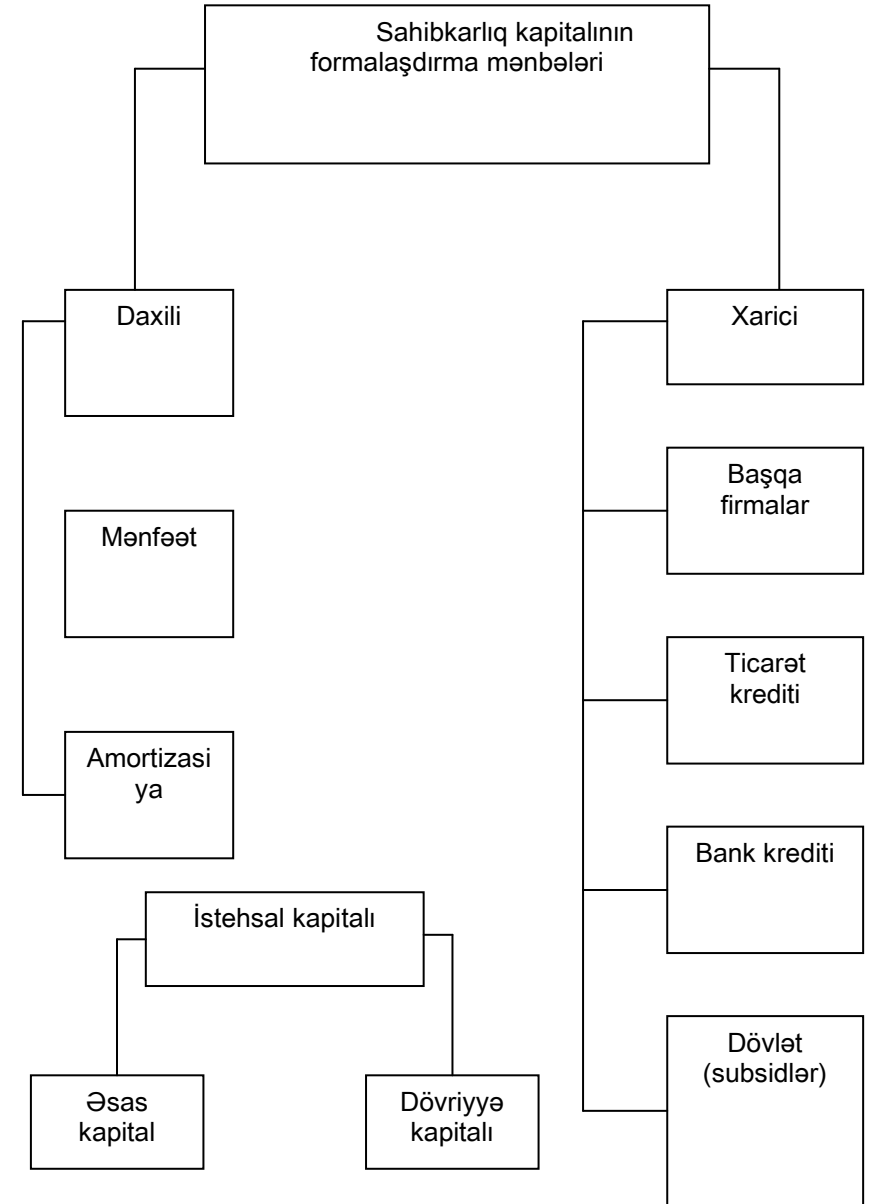 Sahibkarlıq kapitalının
formalaşdırma mənbələri
Daxili
Mənfəət
Amortizasi
ya
Xarici
Başqa
firmalar
Ticarət
krediti
Bank krediti
Dövlət
(subsidlər)
İstehsal kapitalı
Əsas
kapital
Dövriyyə
kapitalı